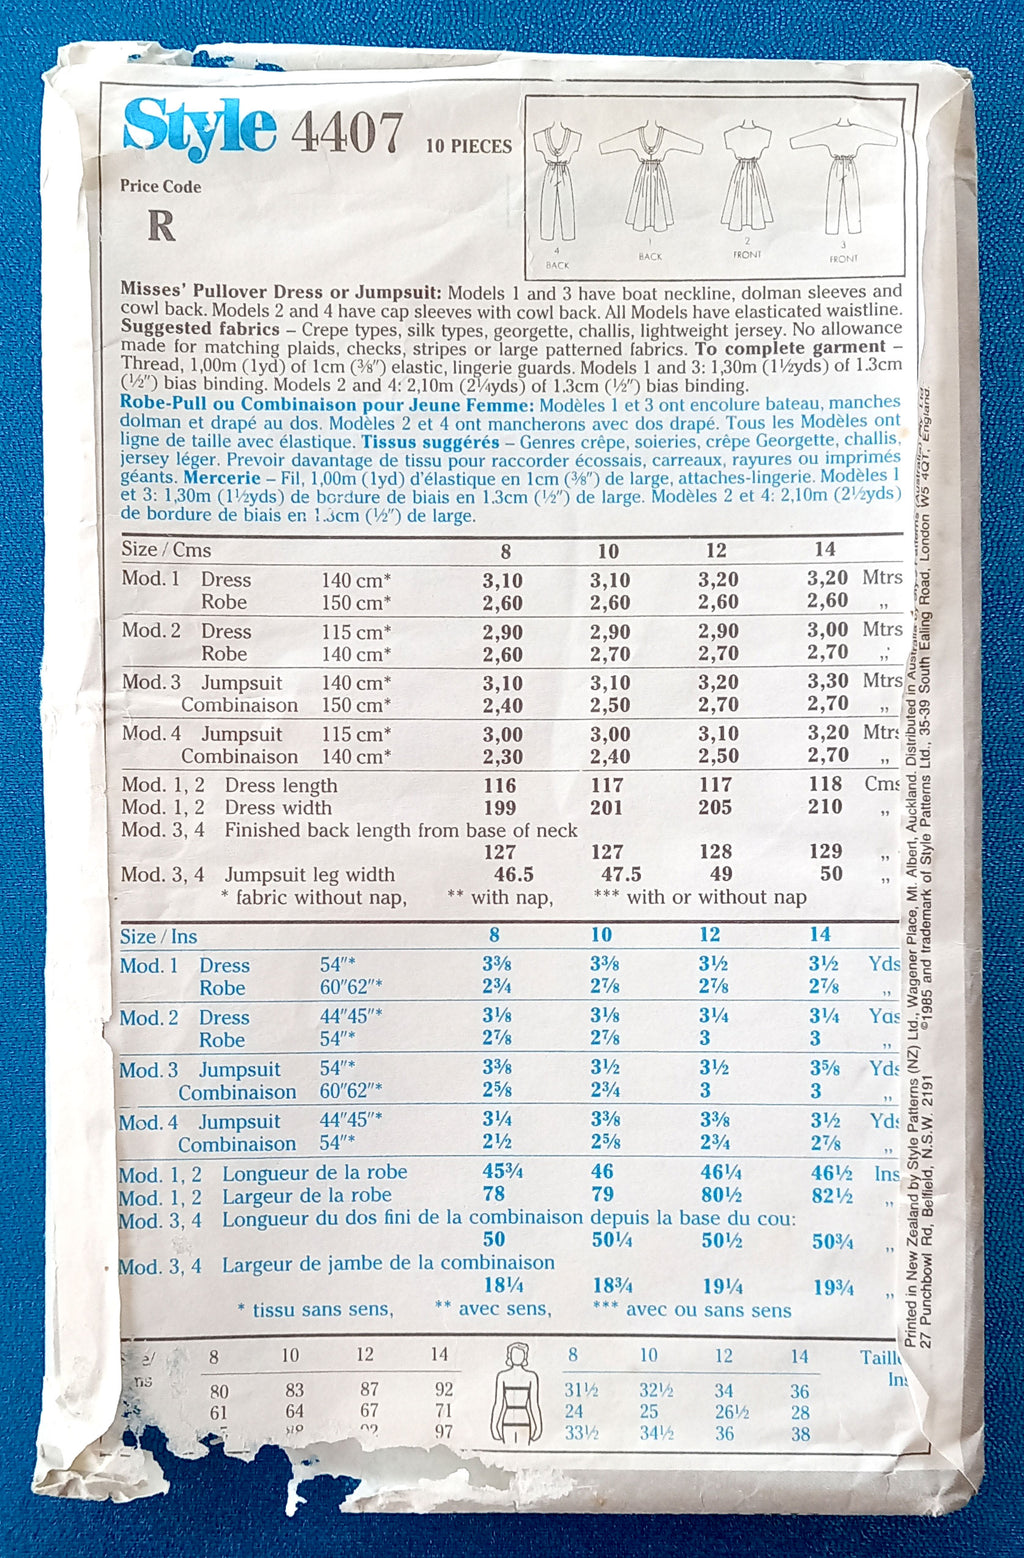 Style 4407 10 PIECES
Price Code
R
4
BACK
1
BACK
2
FRONT
3
FRONT
Misses' Pullover Dress or Jumpsuit: Models 1 and 3 have boat neckline, dolman sleeves and
cowl back. Models 2 and 4 have cap sleeves with cowl back. All Models have elasticated waistline.
Suggested fabrics – Crepe types, silk types, georgette, challis, lightweight jersey. No allowance
made for matching plaids, checks, stripes or large patterned fabrics. To complete garment –
Thread, 1,00m (1yd) of 1cm (⅜") elastic, lingerie guards. Models 1 and 3: 1,30m (1½yds) of 1.3cm
(½") bias binding. Models 2 and 4: 2,10m (2¼yds) of 1.3cm (½") bias binding.
Robe-Pull ou Combinaison pour Jeune Femme: Modèles 1 et 3 ont encolure bateau, manches
dolman et drapé au dos. Modèles 2 et 4 ont mancherons avec dos drapé. Tous les Modèles ont
ligne de taille avec élastique. Tissus suggérés – Genres crêpe, soieries, crêpe Georgette, challis,
jersey léger. Prevoir davantage de tissu pour raccorder écossais, carreaux, rayures ou imprimés
géants. Mercerie – Fil, 1,00m (1yd) d'élastique en 1cm (⅜") de large, attaches-lingerie. Modèles 1
et 3: 1,30m (1½yds) de bordure de biais en 1.3cm (½") de large. Modèles 2 et 4: 2,10m (2½yds)
de bordure de biais en 1.3cm (½") de large.
Size / Cms 8 10 12 14
Mod. 1 Dress 140 cm* 3,10 3,10 3,20 3,20 Mtrs
Robe 150 cm* 2,60 2,60 2,60 2,60 ,,
Mod. 2 Dress 115 cm* 2,90 2,90 2,90 3,00 Mtrs
Robe 140 cm* 2,60 2,70 2,70 2,70 ,,
Mod. 3 Jumpsuit 140 cm* 3,10 3,10 3,20 3,30 Mtrs
Combinaison 150 cm* 2,40 2,50 2,70 2,70 ,,
Mod. 4 Jumpsuit 115 cm* 3,00 3,00 3,10 3,20 Mtrs
Combinaison 140 cm* 2,30 2,40 2,50 2,70 ,,
Mod. 1, 2 Dress length 116 117 117 118 Cms
Mod. 1, 2 Dress width 199 201 205 210 ,,
Mod. 3, 4 Finished back length from base of neck
127 127 128 129 ,,
Mod. 3, 4 Jumpsuit leg width 46.5 47.5 49 50 ,,
* fabric without nap, ** with nap, *** with or without nap
Size / Ins 8 10 12 14
Mod. 1 Dress 54"* 3⅜ 3⅜ 3½ 3½ Yds
Robe 60"62"* 2¾ 2⅞ 2⅞ 2⅞ ,,
Mod. 2 Dress 44"45"* 3⅛ 3⅛ 3¼ 3¼ Yds
Robe 54"* 2⅞ 2⅞ 3 3 ,,
Mod. 3 Jumpsuit 54"* 3⅜ 3½ 3½ 3⅝ Yds
Combinaison 60"62"* 2⅝ 2¾ 3 3 ,,
Mod. 4 Jumpsuit 44"45"* 3¼ 3⅜ 3⅜ 3½ Yds
Combinaison 54"* 2½ 2⅝ 2¾ 2⅞ ,,
Mod. 1, 2 Longueur de la robe 45¾ 46 46¼ 46½ Ins
Mod. 1, 2 Largeur de la robe 78 79 80½ 82½ ,,
Mod. 3, 4 Longueur du dos fini de la combinaison depuis la base du cou:
50 50¼ 50½ 50¾ ,,
Mod. 3, 4 Largeur de jambe de la combinaison
18¼ 18¾ 19¼ 19¾ ,,
* tissu sans sens, ** avec sens, *** avec ou sans sens
8 10 12 14 8 10 12 14 Taille
80 83 87 92 31½ 32½ 34 36 Ins
61 64 67 71 24 25 26½ 28
97 33½ 34½ 36 38
Printed in New Zealand by Style Patterns (NZ) Ltd., Wagener Place, Mt. Albert, Auckland. Distributed in Australia by Style Patterns (Australia) Pty Ltd
27 Punchbowl Rd, Belfield, N.S.W. 2191 ©1985 and trademark of Style Patterns Ltd., 35-39 South Ealing Road, London W5 4QT, England.